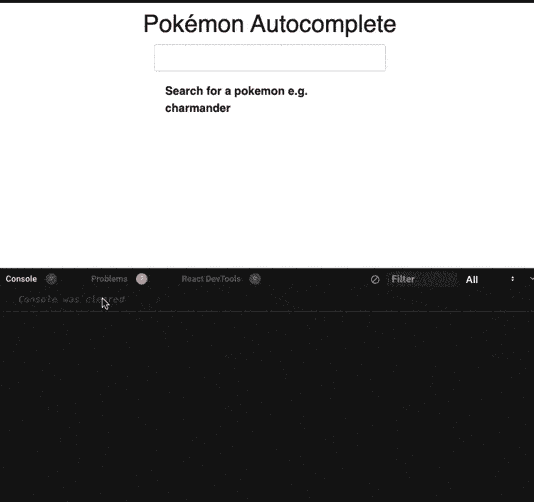 Pokémon Autocomplete
Search for a pokemon e.g.
charmander
Console Problems React DevTools Filter All
Console was cleared